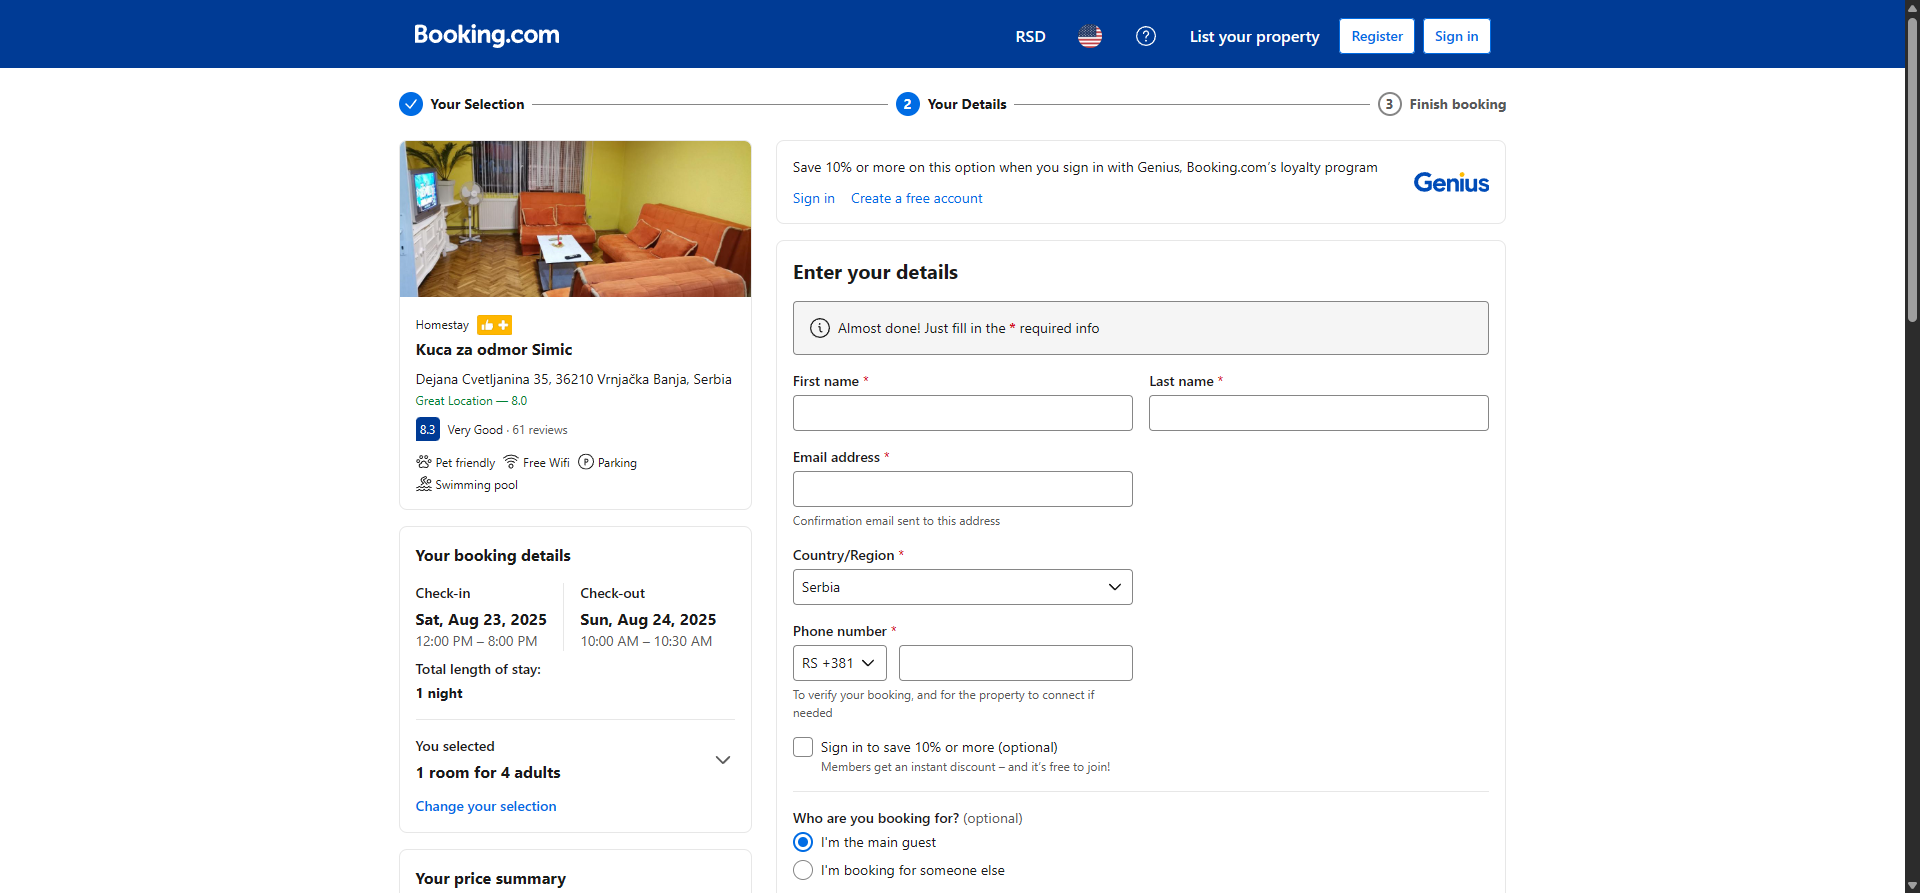 Booking.com
RSD
List your property
Register
Sign in
Your Selection
2 Your Details
3 Finish booking
Homestay
Kuca za odmor Simic
Dejana Cvetljanina 35, 36210 Vrnjačka Banja, Serbia
Great Location — 8.0
8.3 Very Good · 61 reviews
Pet friendly Free Wifi P Parking
Swimming pool
Your booking details
Check-in
Sat, Aug 23, 2025
12:00 PM – 8:00 PM
Check-out
Sun, Aug 24, 2025
10:00 AM – 10:30 AM
Total length of stay:
1 night
You selected
1 room for 4 adults
Change your selection
Your price summary
Save 10% or more on this option when you sign in with Genius, Booking.com’s loyalty program
Sign in Create a free account
Genius
Enter your details
Almost done! Just fill in the * required info
First name *
Last name *
Email address *
Confirmation email sent to this address
Country/Region *
Serbia
Phone number *
RS +381
To verify your booking, and for the property to connect if
needed
Sign in to save 10% or more (optional)
Members get an instant discount – and it's free to join!
Who are you booking for? (optional)
I'm the main guest
I'm booking for someone else